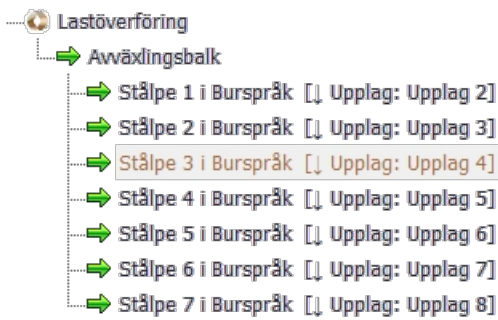 Lastöverföring
Avväxlingsbalk
Stålpe 1 i Burspråk [↓ Upplag: Upplag 2]
Stålpe 2 i Burspråk [↓ Upplag: Upplag 3]
Stålpe 3 i Burspråk [↓ Upplag: Upplag 4]
Stålpe 4 i Burspråk [↓ Upplag: Upplag 5]
Stålpe 5 i Burspråk [↓ Upplag: Upplag 6]
Stålpe 6 i Burspråk [↓ Upplag: Upplag 7]
Stålpe 7 i Burspråk [↓ Upplag: Upplag 8]